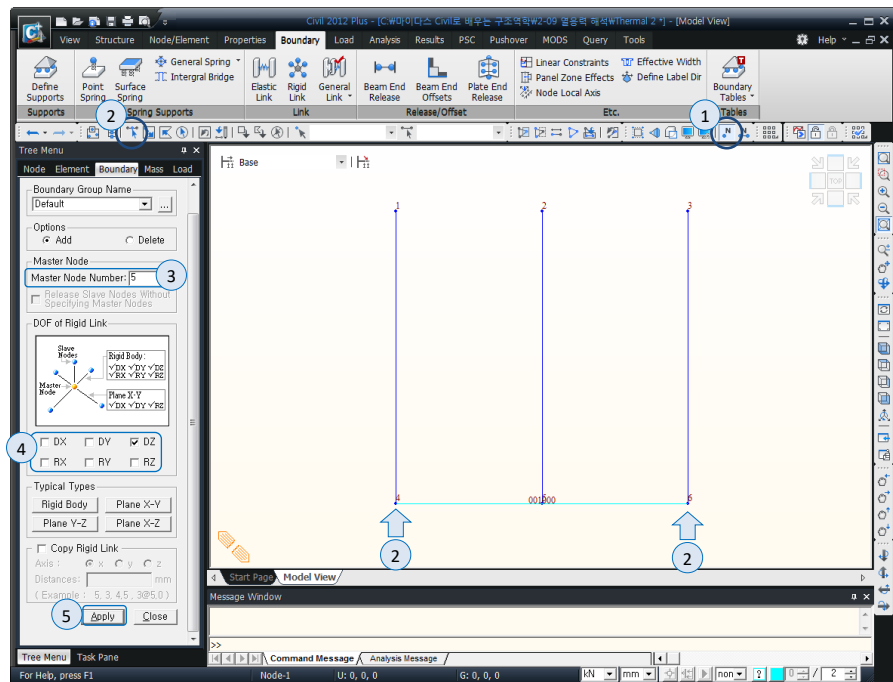 Civil 2012 Plus - [C:￦마이다스 Civil로 배우는 구조역학￦2-09 열응력 해석￦Thermal 2 *] - [Model View]
View Structure Node/Element Properties Boundary Load Analysis Results PSC Pushover MODS Query Tools Help
Define Supports
Point Spring
Surface Spring
General Spring
Intergral Bridge
Elastic Link
Rigid Link
General Link
Beam End Release
Beam End Offsets
Plate End Release
Linear Constraints
Panel Zone Effects
Node Local Axis
Effective Width
Define Label Dir
Boundary Tables
Supports Spring Supports Link Release/Offset Etc. Tables
2
1
Tree Menu
Node Element Boundary Mass Load
Boundary Group Name
Default ...
Options
Add Delete
Master Node
Master Node Number: 5
3
Release Slave Nodes Without Specifying Master Nodes
DOF of Rigid Link
Slave Nodes
Master Node
Rigid Body :
√DX √DY √DZ
√RX √RY √RZ
Plane X-Y
√DX √DY √RZ
4
DX DY DZ
RX RY RZ
Typical Types
Rigid Body Plane X-Y
Plane Y-Z Plane X-Z
Copy Rigid Link
Axis : x y z
Distances: mm
( Example : 5, 3, 4.5 , 3@5.0 )
5
Apply Close
Tree Menu Task Pane
Base
TOP
1 2 3
4 001000 6
2 2
Start Page Model View
Message Window
>>
Command Message Analysis Message
For Help, press F1 Node-1 U: 0, 0, 0 G: 0, 0, 0 kN mm non 0 / 2